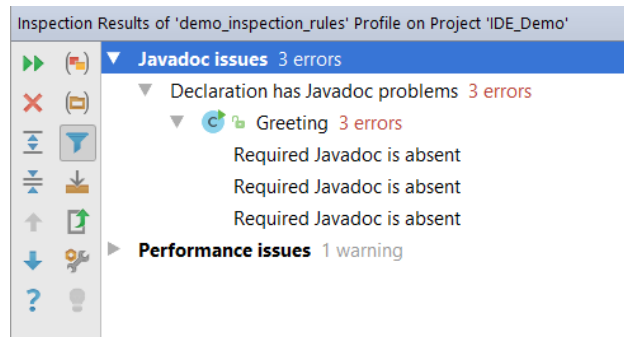 Inspection Results of 'demo_inspection_rules' Profile on Project 'IDE_Demo'
Javadoc issues 3 errors
Declaration has Javadoc problems 3 errors
C Greeting 3 errors
Required Javadoc is absent
Required Javadoc is absent
Required Javadoc is absent
Performance issues 1 warning
?